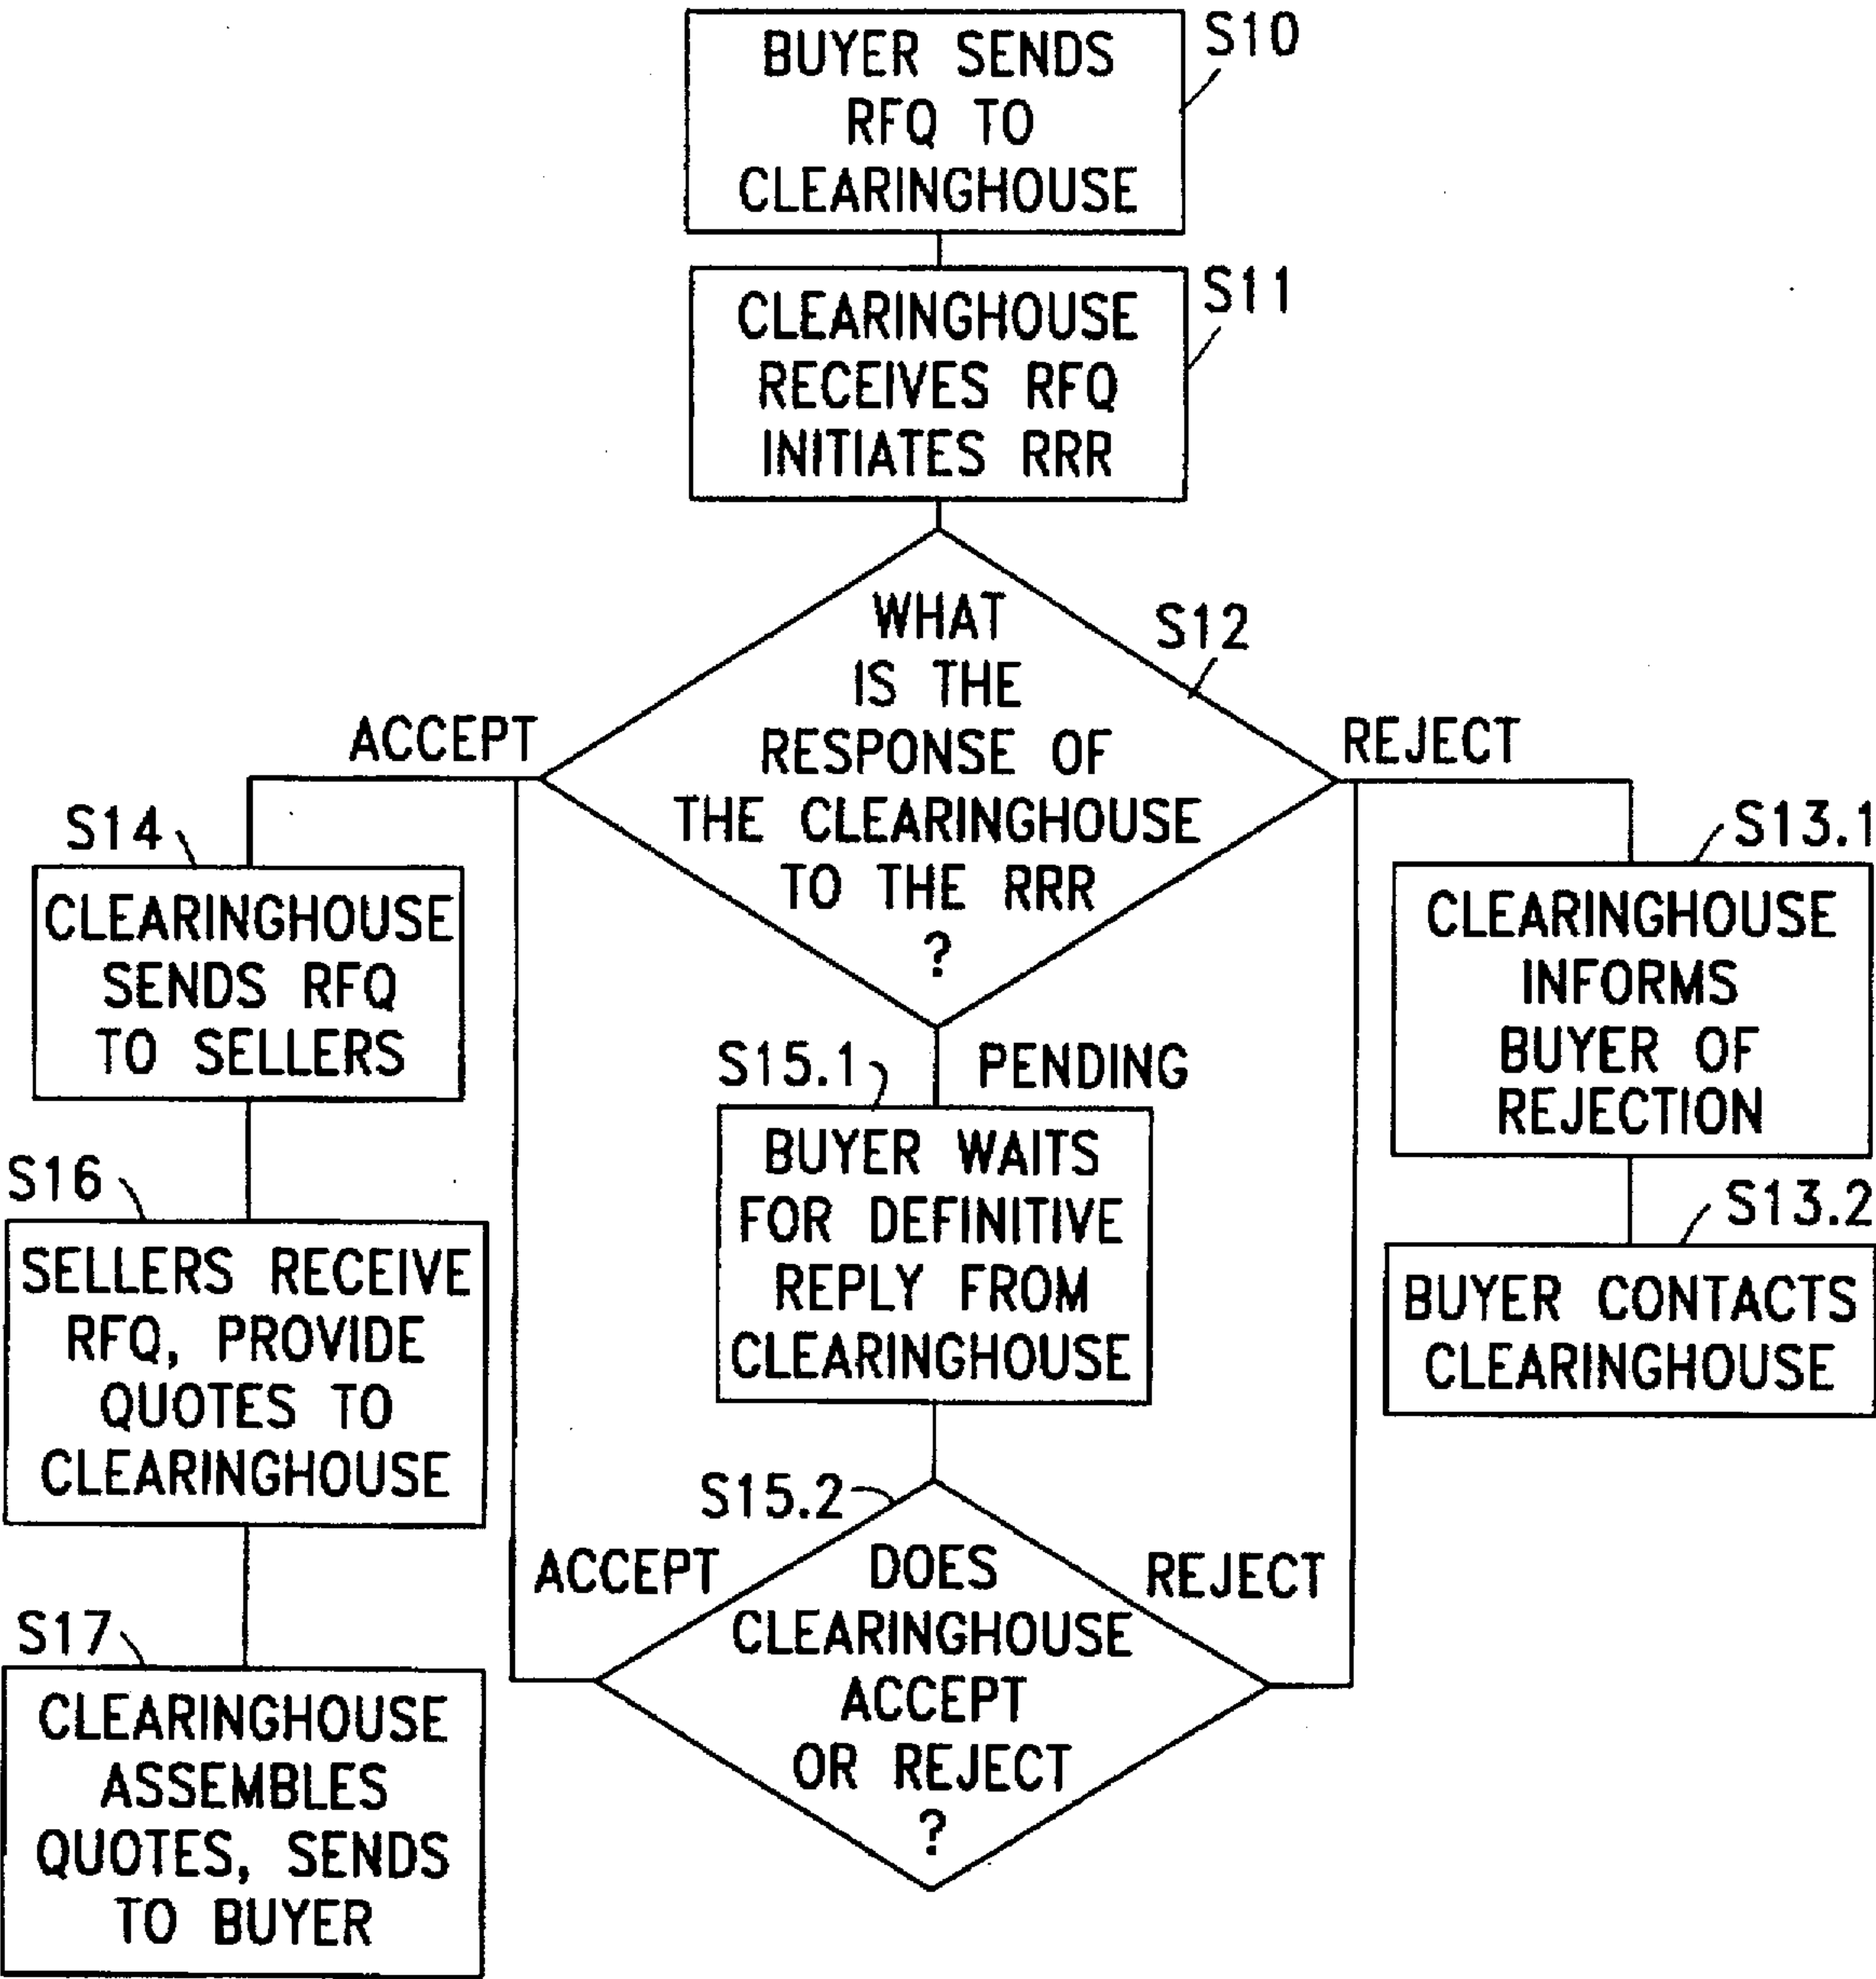 BUYER SENDS
RFQ TO
CLEARINGHOUSE
S10
CLEARINGHOUSE
RECEIVES RFQ
INITIATES RRR
S11
WHAT
IS THE
RESPONSE OF
THE CLEARINGHOUSE
TO THE RRR
?
S12
ACCEPT
REJECT
S14
CLEARINGHOUSE
SENDS RFQ
TO SELLERS
S13.1
CLEARINGHOUSE
INFORMS
BUYER OF
REJECTION
S15.1
PENDING
BUYER WAITS
FOR DEFINITIVE
REPLY FROM
CLEARINGHOUSE
S16
SELLERS RECEIVE
RFQ, PROVIDE
QUOTES TO
CLEARINGHOUSE
S13.2
BUYER CONTACTS
CLEARINGHOUSE
S15.2
ACCEPT
DOES
CLEARINGHOUSE
ACCEPT
OR REJECT
?
REJECT
S17
CLEARINGHOUSE
ASSEMBLES
QUOTES, SENDS
TO BUYER